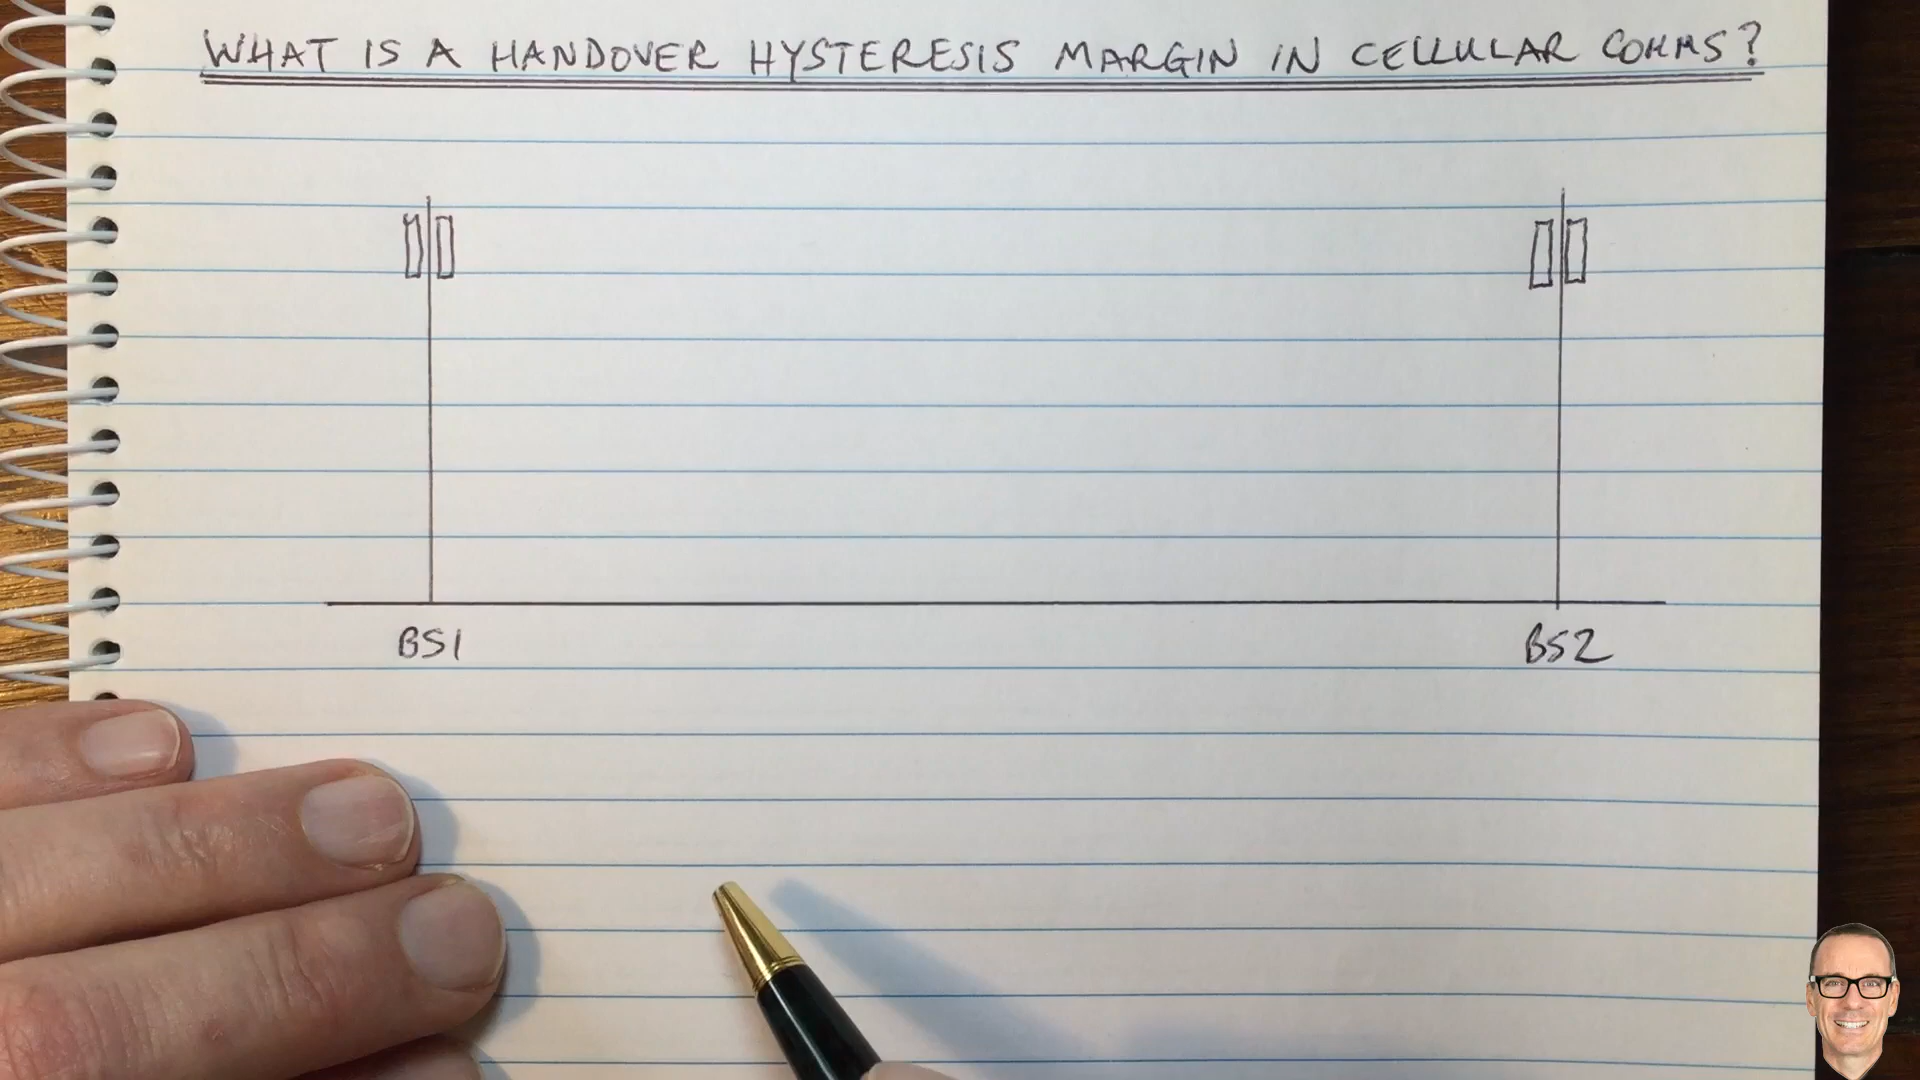 WHAT IS A HANDOVER HYSTERESIS MARGIN IN CELLULAR COMMS?
BS1
BS2